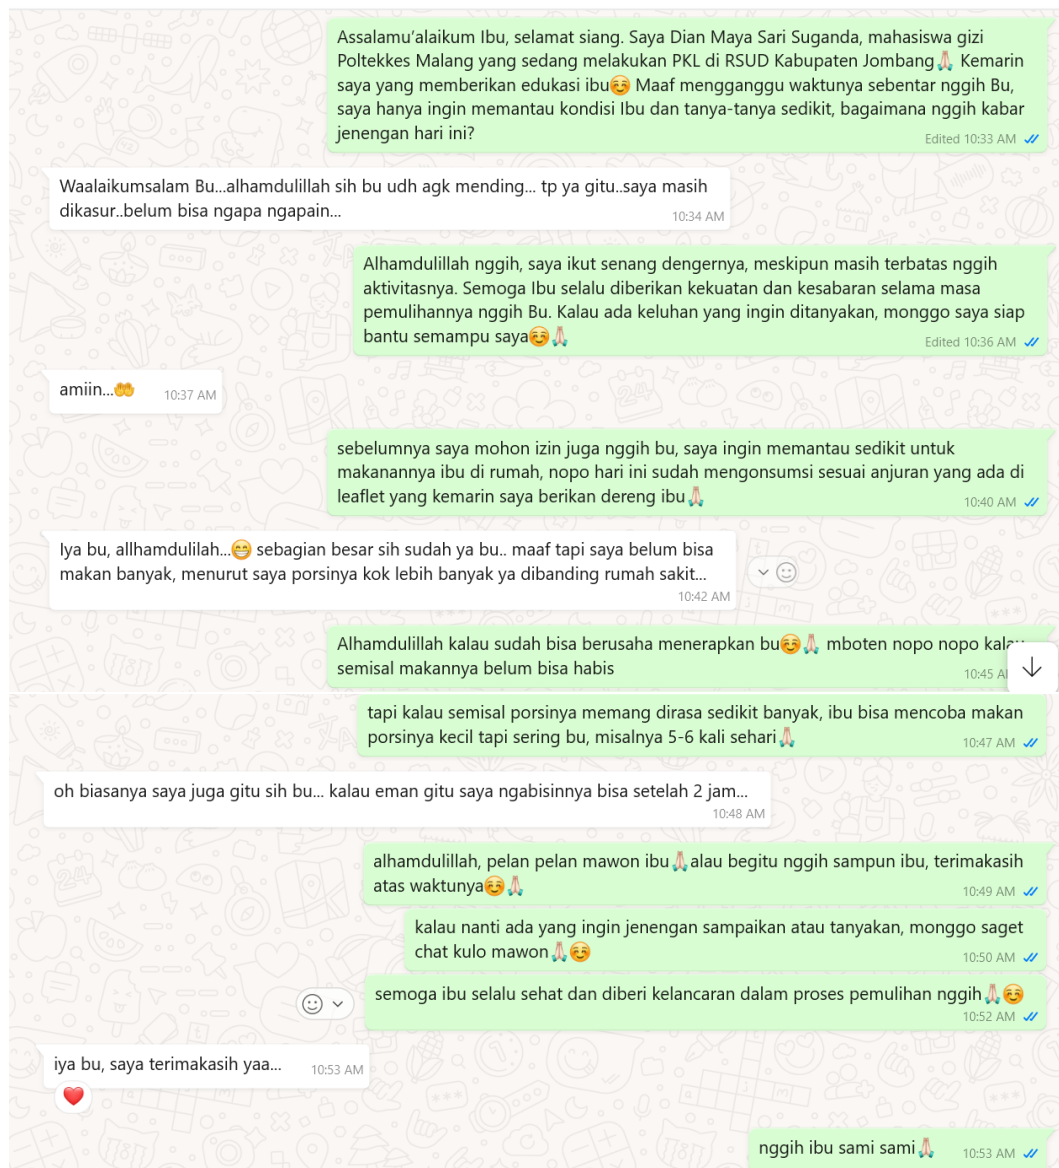 Assalamu'alaikum Ibu, selamat siang. Saya Dian Maya Sari Suganda, mahasiswa gizi
Poltekkes Malang yang sedang melakukan PKL di RSUD Kabupaten Jombang🙏🏻 Kemarin
saya yang memberikan edukasi ibu☺️ Maaf mengganggu waktunya sebentar nggih Bu,
saya hanya ingin memantau kondisi Ibu dan tanya-tanya sedikit, bagaimana nggih kabar
jenengan hari ini?
Edited 10:33 AM
Waalaikumsalam Bu...alhamdulillah sih bu udh agk mending... tp ya gitu..saya masih
dikasur..belum bisa ngapa ngapain...
10:34 AM
Alhamdulillah nggih, saya ikut senang dengernya, meskipun masih terbatas nggih
aktivitasnya. Semoga Ibu selalu diberikan kekuatan dan kesabaran selama masa
pemulihannya nggih Bu. Kalau ada keluhan yang ingin ditanyakan, monggo saya siap
bantu semampu saya☺️🙏🏻
Edited 10:36 AM
amiin...🤲
10:37 AM
sebelumnya saya mohon izin juga nggih bu, saya ingin memantau sedikit untuk
makanannya ibu di rumah, nopo hari ini sudah mengonsumsi sesuai anjuran yang ada di
leaflet yang kemarin saya berikan dereng ibu🙏🏻
10:40 AM
Iya bu, allhamdulilah...😁 sebagian besar sih sudah ya bu.. maaf tapi saya belum bisa
makan banyak, menurut saya porsinya kok lebih banyak ya dibanding rumah sakit...
10:42 AM
Alhamdulillah kalau sudah bisa berusaha menerapkan bu☺️🙏🏻 mboten nopo nopo kalau
semisal makannya belum bisa habis
10:45 A
tapi kalau semisal porsinya memang dirasa sedikit banyak, ibu bisa mencoba makan
porsinya kecil tapi sering bu, misalnya 5-6 kali sehari🙏🏻
10:47 AM
oh biasanya saya juga gitu sih bu... kalau eman gitu saya ngabisinnya bisa setelah 2 jam...
10:48 AM
alhamdulillah, pelan pelan mawon ibu🙏🏻alau begitu nggih sampun ibu, terimakasih
atas waktunya☺️🙏🏻
10:49 AM
kalau nanti ada yang ingin jenengan sampaikan atau tanyakan, monggo saget
chat kulo mawon🙏🏻☺️
10:50 AM
semoga ibu selalu sehat dan diberi kelancaran dalam proses pemulihan nggih🙏🏻☺️
10:52 AM
iya bu, saya terimakasih yaa...
10:53 AM
❤️
nggih ibu sami sami🙏🏻
10:53 AM